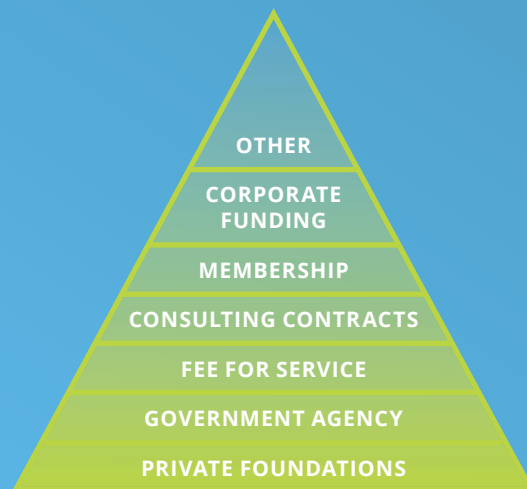 OTHER
CORPORATE
FUNDING
MEMBERSHIP
CONSULTING CONTRACTS
FEE FOR SERVICE
GOVERNMENT AGENCY
PRIVATE FOUNDATIONS